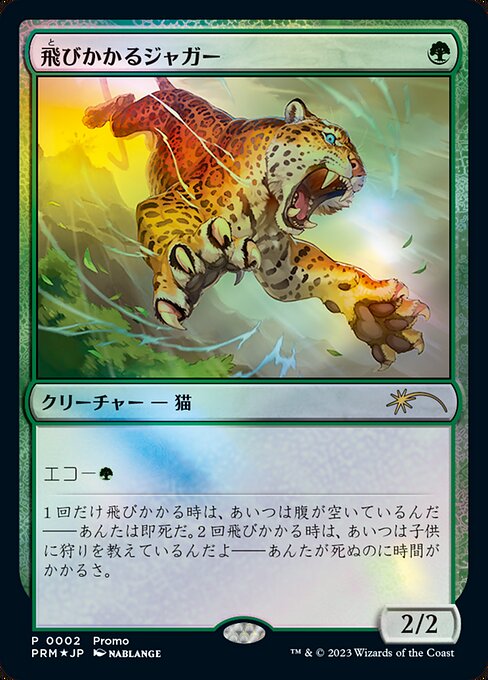 飛びかかるジャガー
と
クリーチャー — 猫
エコー
1回だけ飛びかかる時は、あいつは腹が空いているんだ
──あんたは即死だ。2回飛びかかる時は、あいつは子供
に狩りを教えているんだよ──あんたが死ぬのに時間が
かかるさ。
2/2
P 0002 Promo
PRM★JP NABLANGE
™ & © 2023 Wizards of the Coast